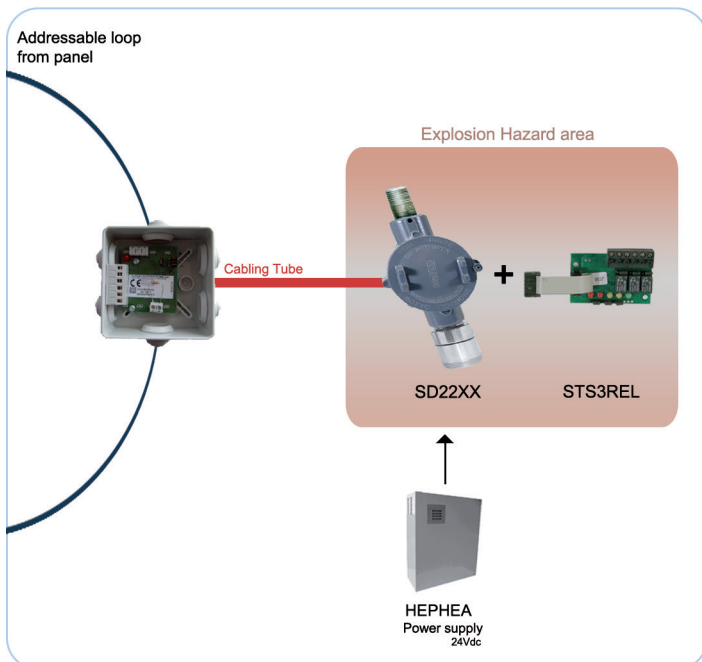 Addressable loop
from panel
Explosion Hazard area
Cabling Tube
SD22XX
STS3REL
HEPHEA
Power supply
24Vdc